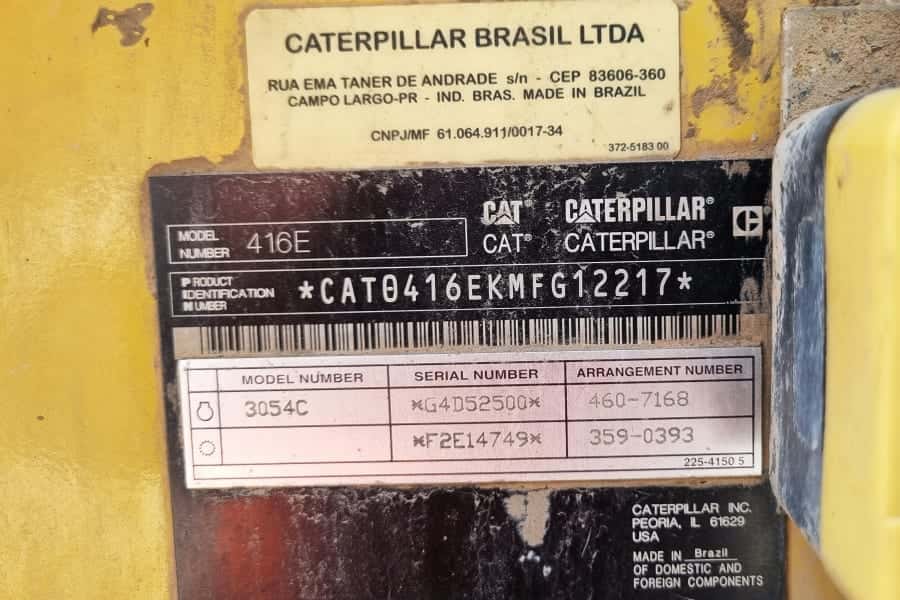 CATERPILLAR BRASIL LTDA
RUA EMA TANER DE ANDRADE s/n - CEP 83606-360
CAMPO LARGO-PR - IND. BRAS. MADE IN BRAZIL
CNPJ/MF 61.064.911/0017-34
372-5183 00
CAT® CATERPILLAR®
CAT® CATERPILLAR®
MODEL NUMBER 416E
PRODUCT IDENTIFICATION NUMBER *CAT0416EKMFG12217*
MODEL NUMBER SERIAL NUMBER ARRANGEMENT NUMBER
3054C *G4D52500* 460-7168
*F2E14749* 359-0393
225-4150 5
CATERPILLAR INC.
PEORIA, IL 61629
USA
MADE IN Brazil
OF DOMESTIC AND
FOREIGN COMPONENTS